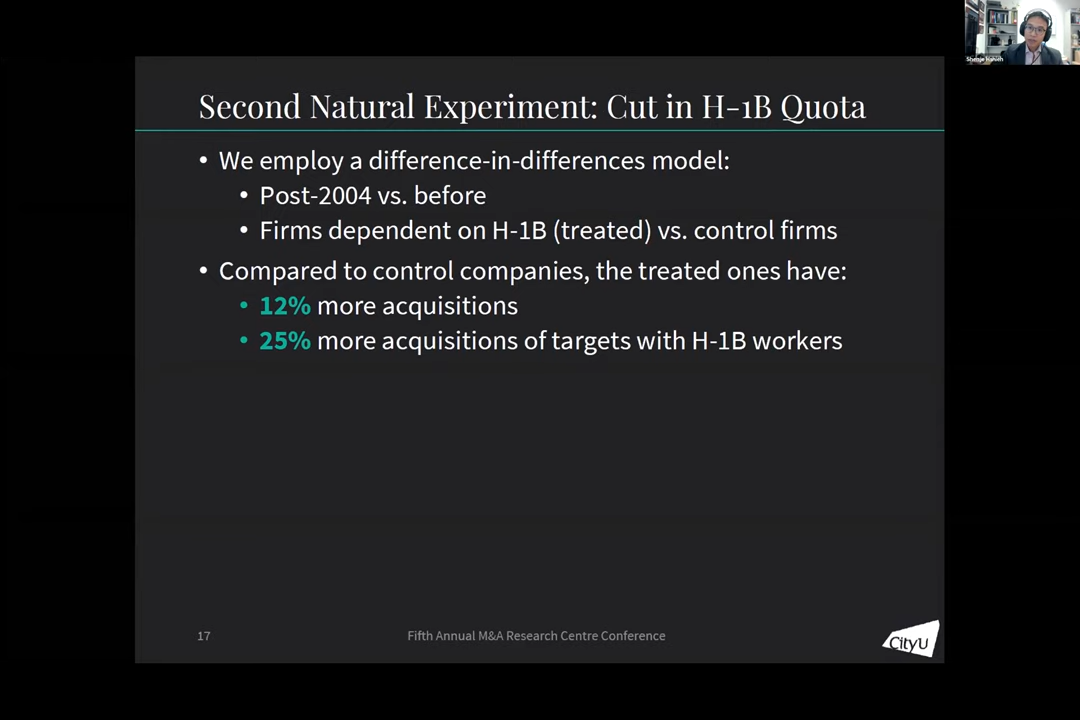 Second Natural Experiment: Cut in H-1B Quota
• We employ a difference-in-differences model:
• Post-2004 vs. before
• Firms dependent on H-1B (treated) vs. control firms
• Compared to control companies, the treated ones have:
• 12% more acquisitions
• 25% more acquisitions of targets with H-1B workers
17
Fifth Annual M&A Research Centre Conference
CityU